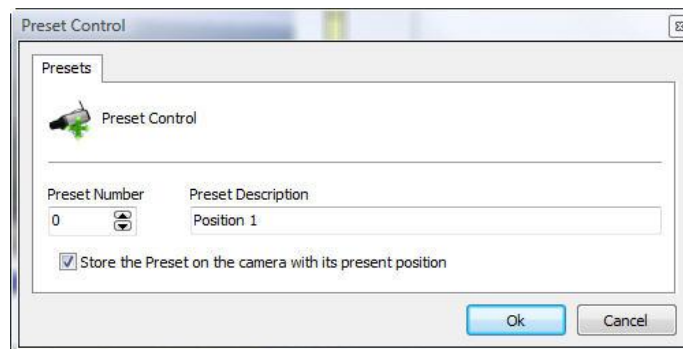 Preset Control
Presets
Preset Control
Preset Number Preset Description
0 Position 1
Store the Preset on the camera with its present position
Ok Cancel